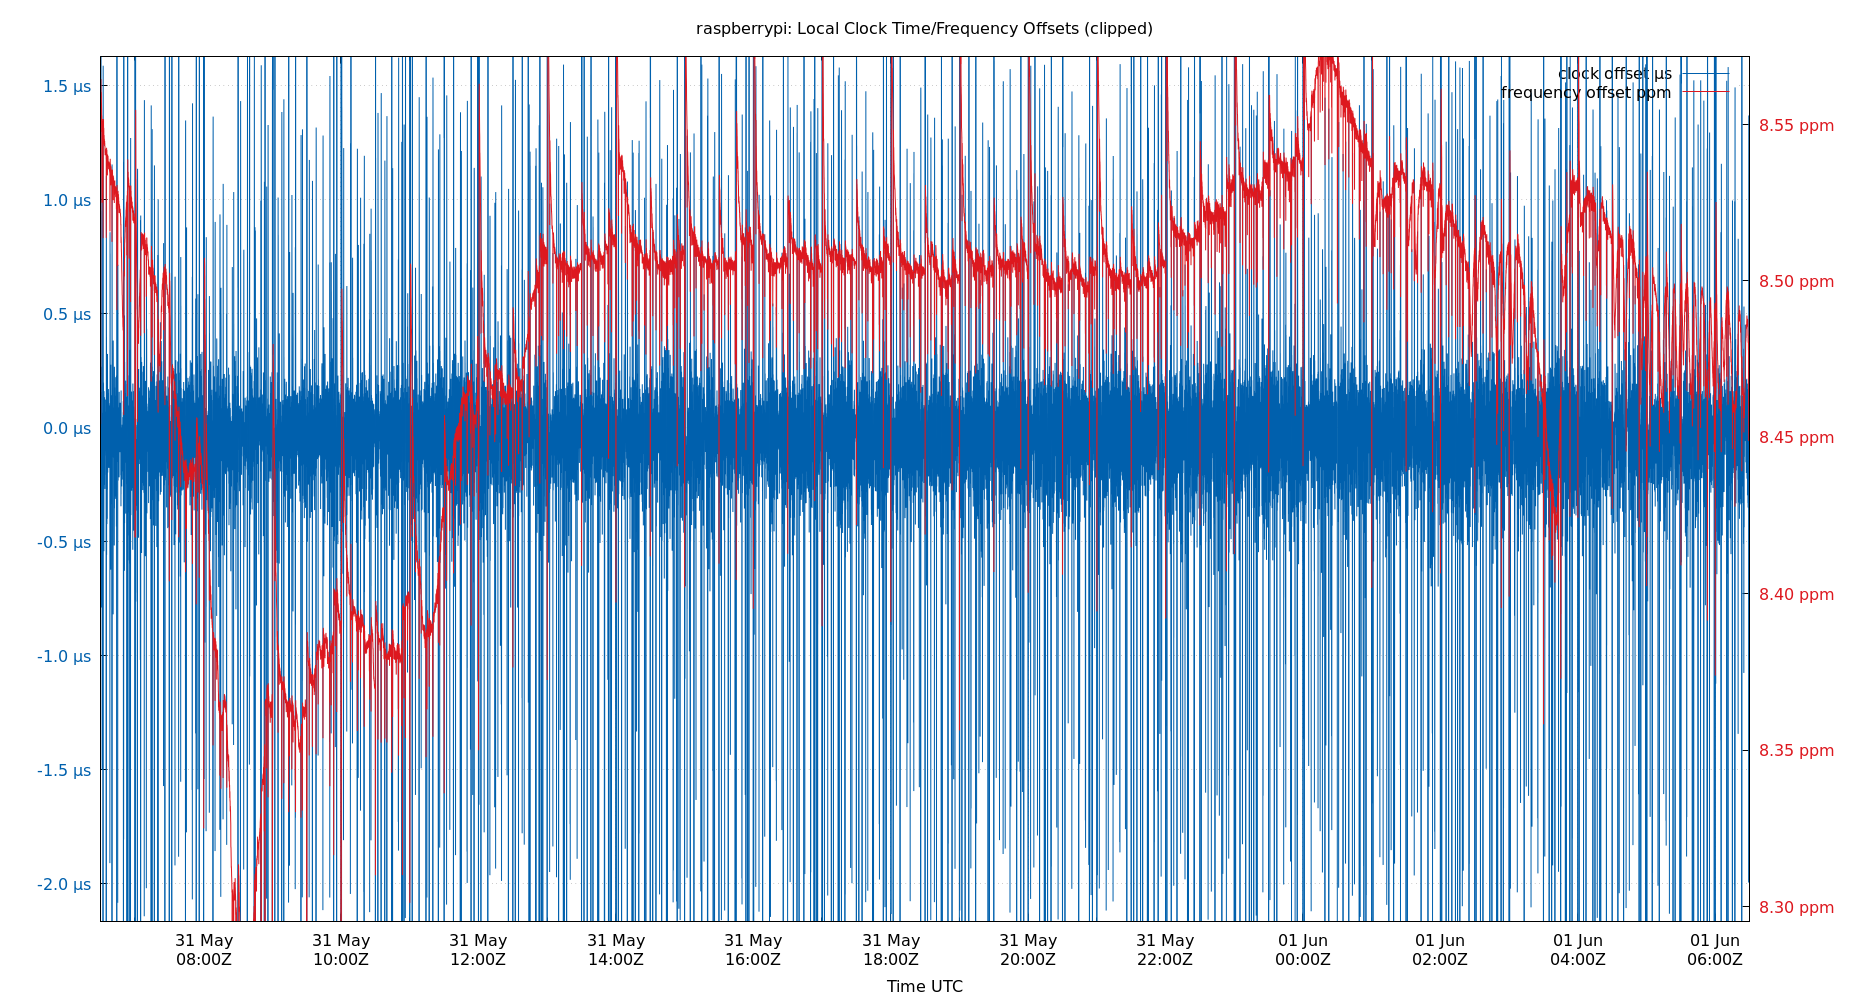 raspberrypi: Local Clock Time/Frequency Offsets (clipped)
clock offset µs
frequency offset ppm
1.5 µs
1.0 µs
0.5 µs
0.0 µs
-0.5 µs
-1.0 µs
-1.5 µs
-2.0 µs
8.55 ppm
8.50 ppm
8.45 ppm
8.40 ppm
8.35 ppm
8.30 ppm
31 May
08:00Z
31 May
10:00Z
31 May
12:00Z
31 May
14:00Z
31 May
16:00Z
31 May
18:00Z
31 May
20:00Z
31 May
22:00Z
01 Jun
00:00Z
01 Jun
02:00Z
01 Jun
04:00Z
01 Jun
06:00Z
Time UTC